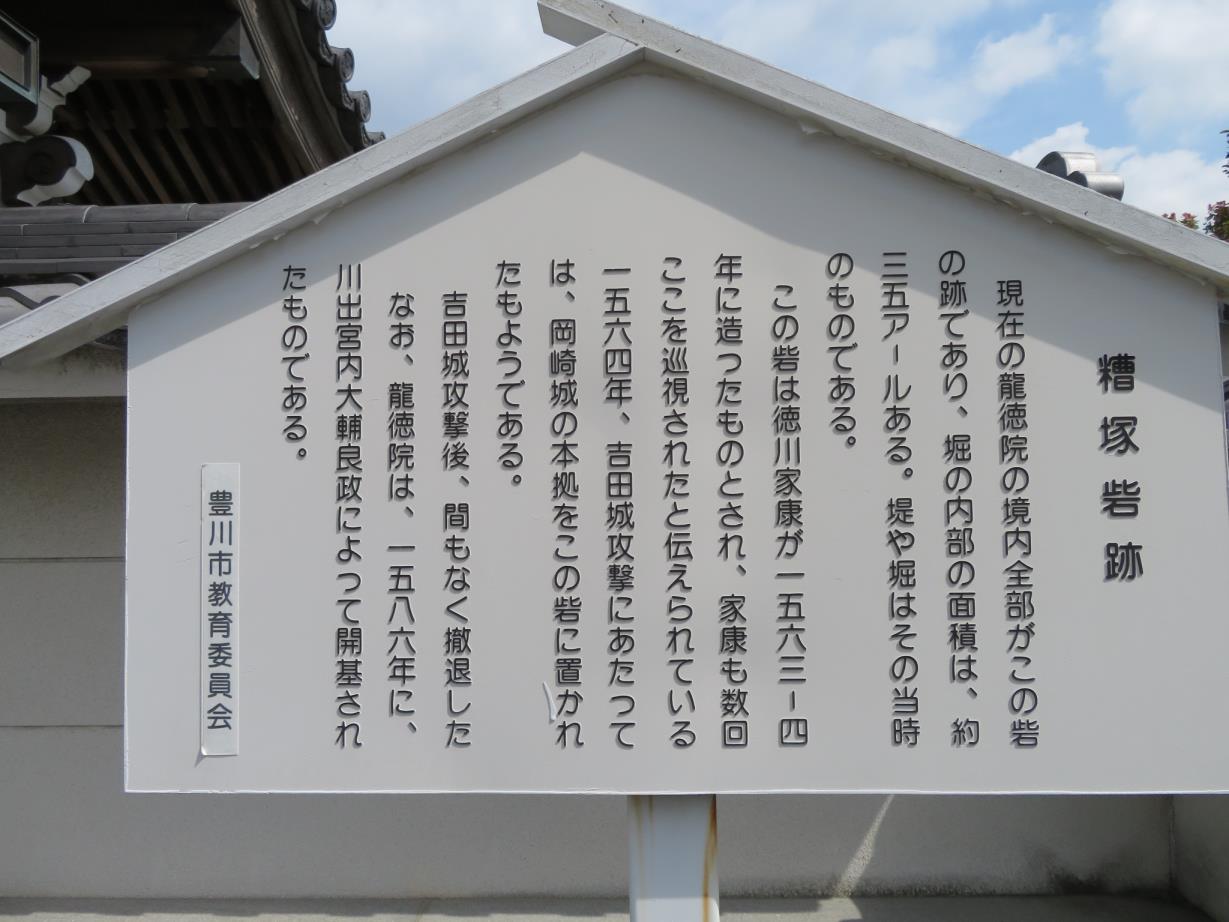 糟塚砦跡
現在の龍徳院の境内全部がこの砦
の跡であり、堀の内部の面積は、約
三五アールある。堤や堀はその当時
のものである。
この砦は徳川家康が一五六三ー四
年に造ったものとされ、家康も数回
ここを巡視されたと伝えられている
一五六四年、吉田城攻撃にあたって
は、岡崎城の本拠をこの砦に置かれ
たもようである。
吉田城攻撃後、間もなく撤退した
なお、龍徳院は、一五八六年に、
川出宮内大輔良政によって開基され
たものである。
豊川市教育委員会